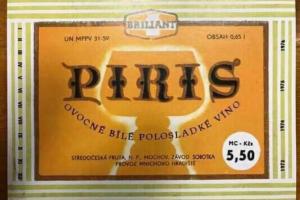 BRILIANT
UN MPPV 31-59
OBSAH 0,65 l
PIRIS
OVOCNÉ BÍLÉ POLOSLADKÉ VÍNO
MC - Kčs
5,50
STŘEDOČESKÁ FRUTA, N. P., MOCHOV, ZÁVOD SOBOTKA
PROVOZ MNICHOVO HRADIŠTĚ